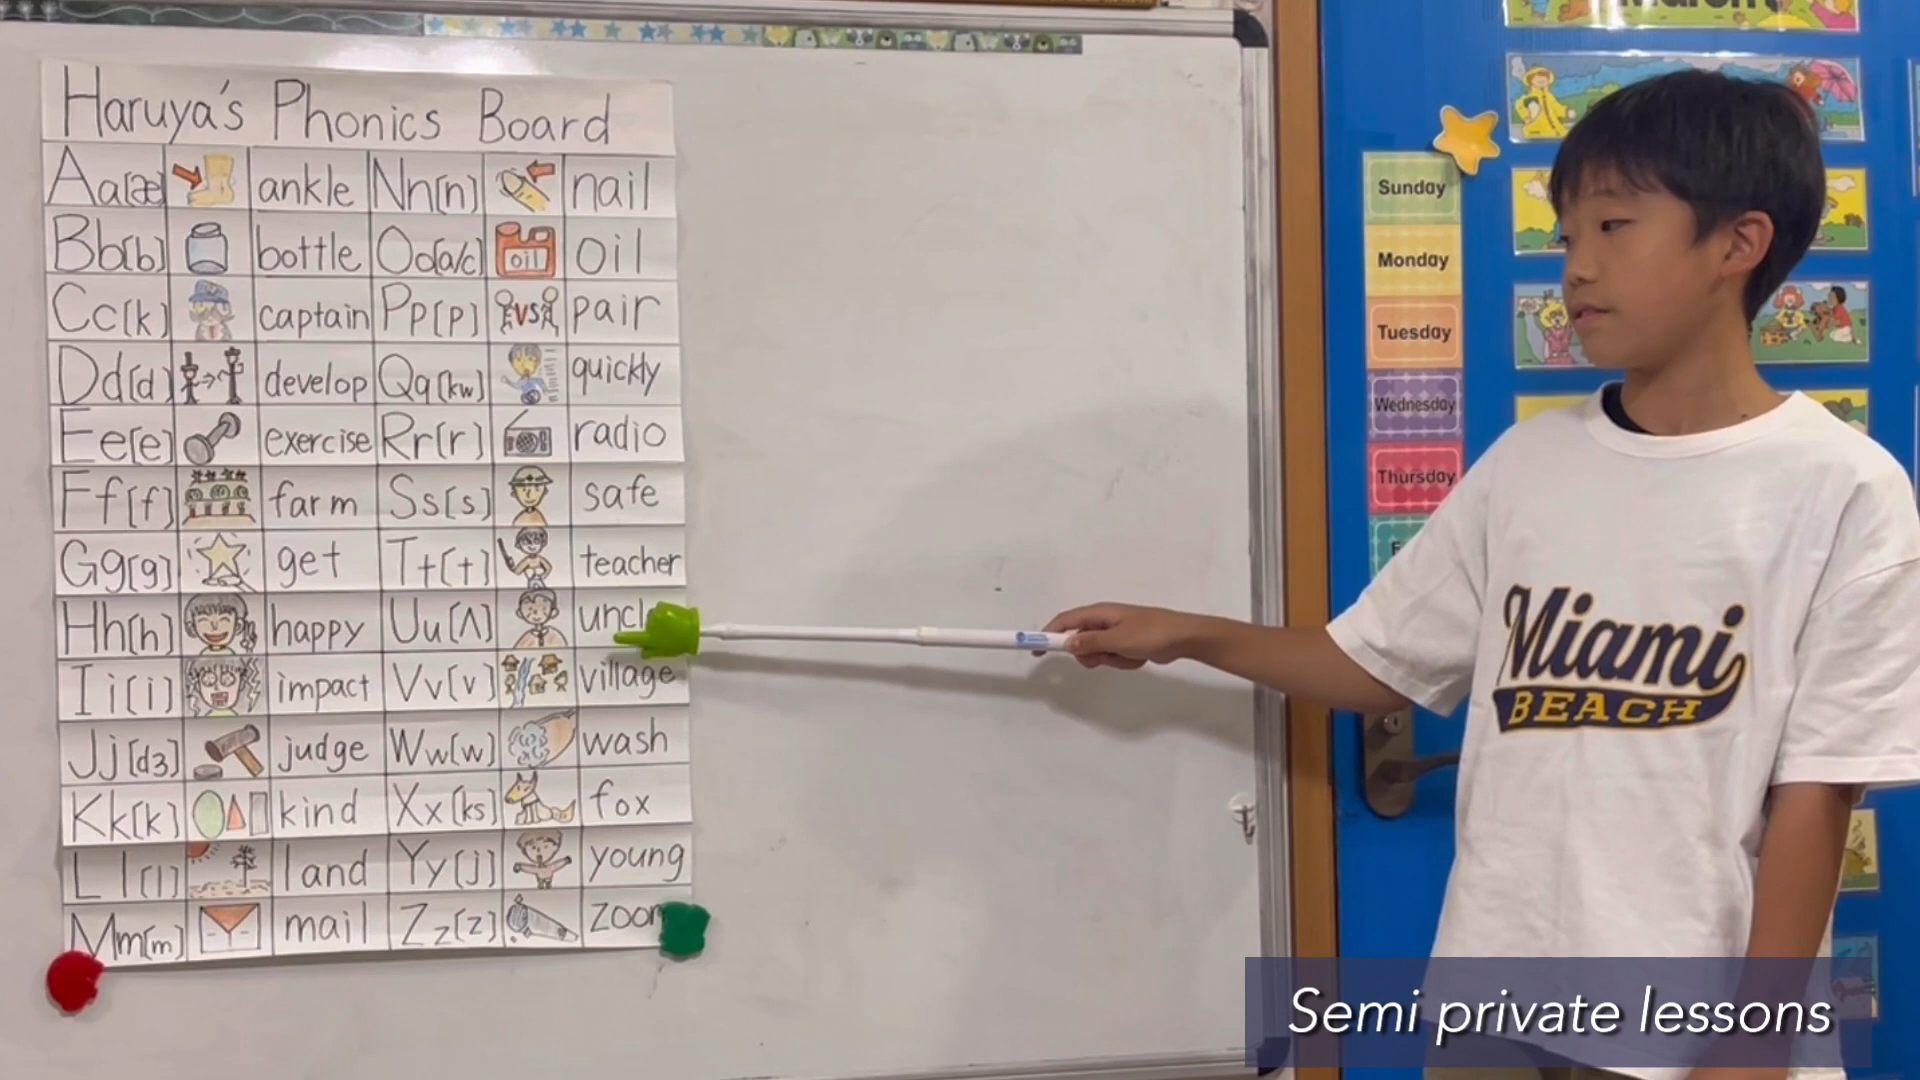 Haruya's Phonics Board
Aa[æ] ankle Nn[n] nail
Bb[b] bottle Oo[a/c] oil oil
Cc[k] captain Pp[p] VS pair
Dd[d] develop Qq[kw] quickly
Ee[e] exercise Rr[r] radio
Ff[f] farm Ss[s] safe
Gg[g] get Tt[t] teacher
Hh[h] happy Uu[ʌ] uncl
Ii[i] impact Vv[v] village
Jj[dʒ] judge Ww[w] wash
Kk[k] kind Xx[ks] fox
Ll[l] land Yy[j] young
Mm[m] mail Zz[z] zoom
Sunday
Monday
Tuesday
Wednesday
Thursday
Miami
BEACH
Semi private lessons